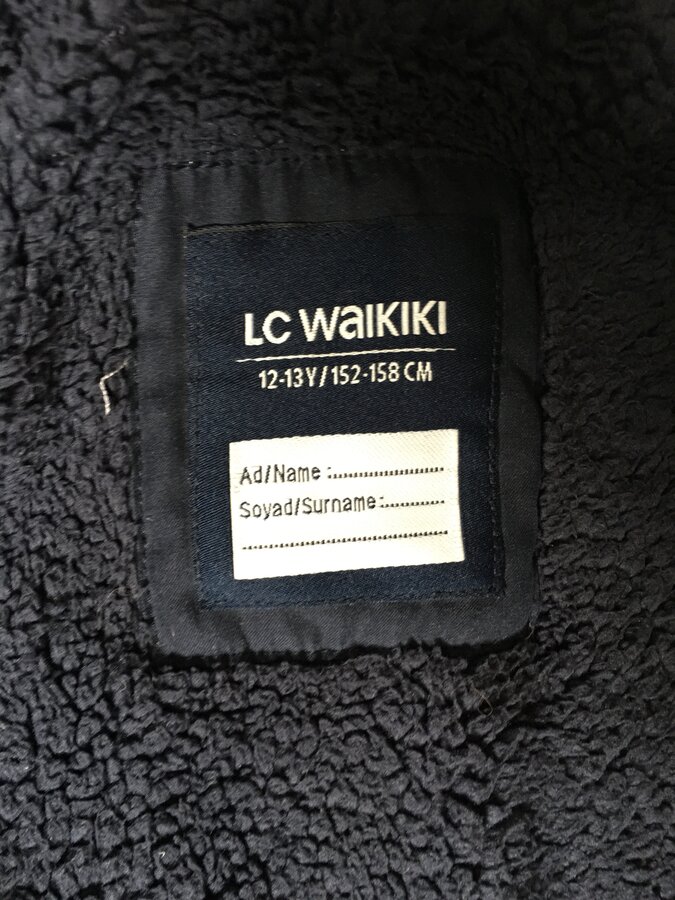 LC WAIKIKI
12-13Y/152-158 CM
Ad/Name :........................
Soyad/Surname:.............
..........................................